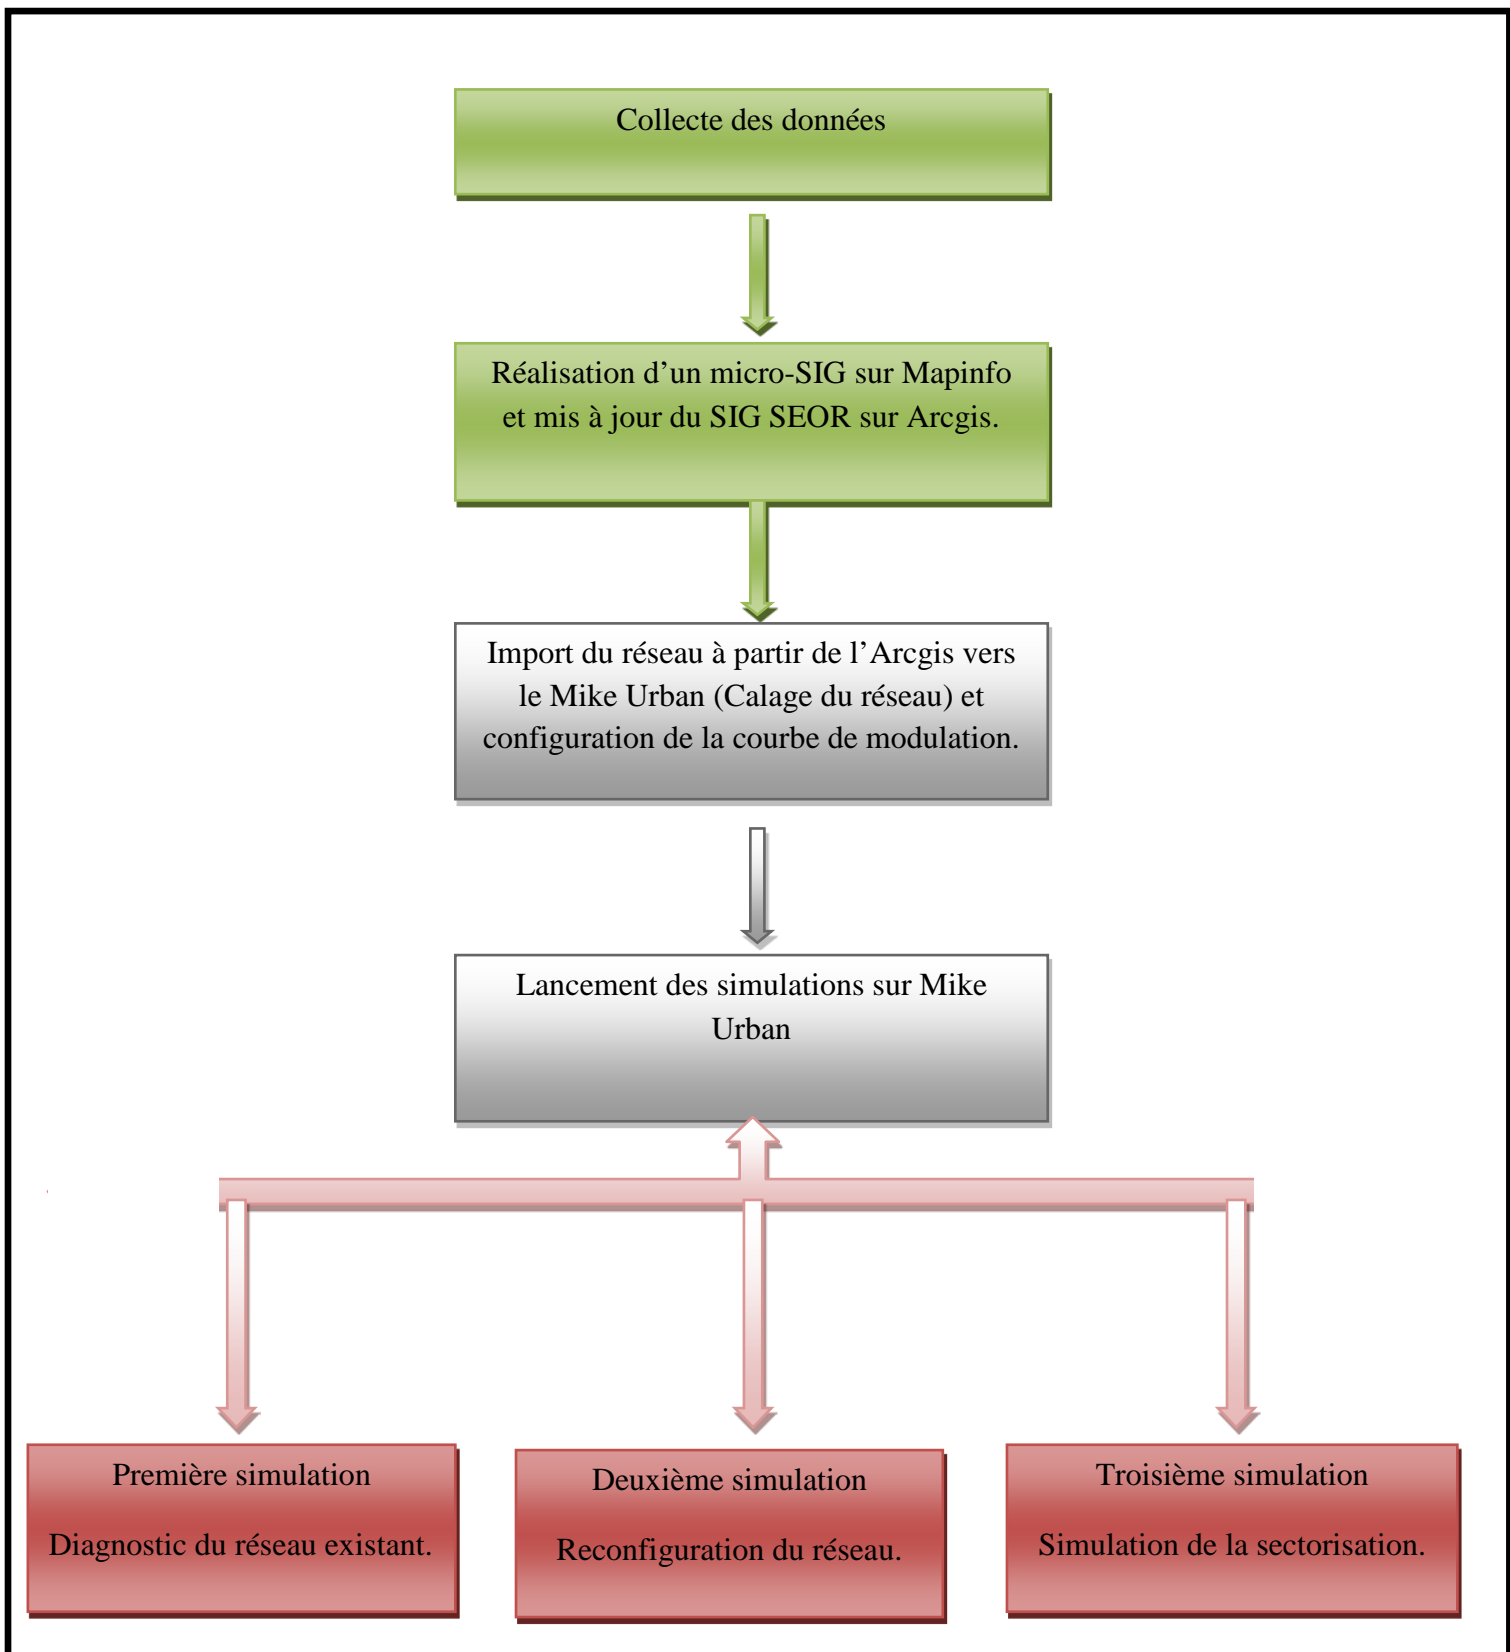 Collecte des données
Réalisation d’un micro-SIG sur Mapinfo
et mis à jour du SIG SEOR sur Arcgis.
Import du réseau à partir de l’Arcgis vers
le Mike Urban (Calage du réseau) et
configuration de la courbe de modulation.
Lancement des simulations sur Mike
Urban
Première simulation
Diagnostic du réseau existant.
Deuxième simulation
Reconfiguration du réseau.
Troisième simulation
Simulation de la sectorisation.